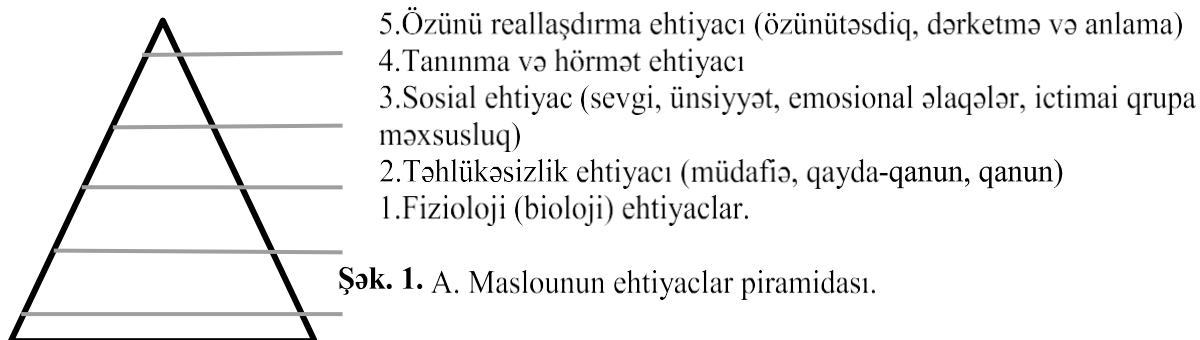 5.Özünü reallaşdırma ehtiyacı (özünütəsdiq, dərketmə və anlama)
4.Tanınma və hörmət ehtiyacı
3.Sosial ehtiyac (sevgi, ünsiyyət, emosional əlaqələr, ictimai qrupa
məxsusluq)
2.Təhlükəsizlik ehtiyacı (müdafiə, qayda-qanun, qanun)
1.Fizioloji (bioloji) ehtiyaclar.
Şək. 1. A. Maslounun ehtiyaclar piramidası.